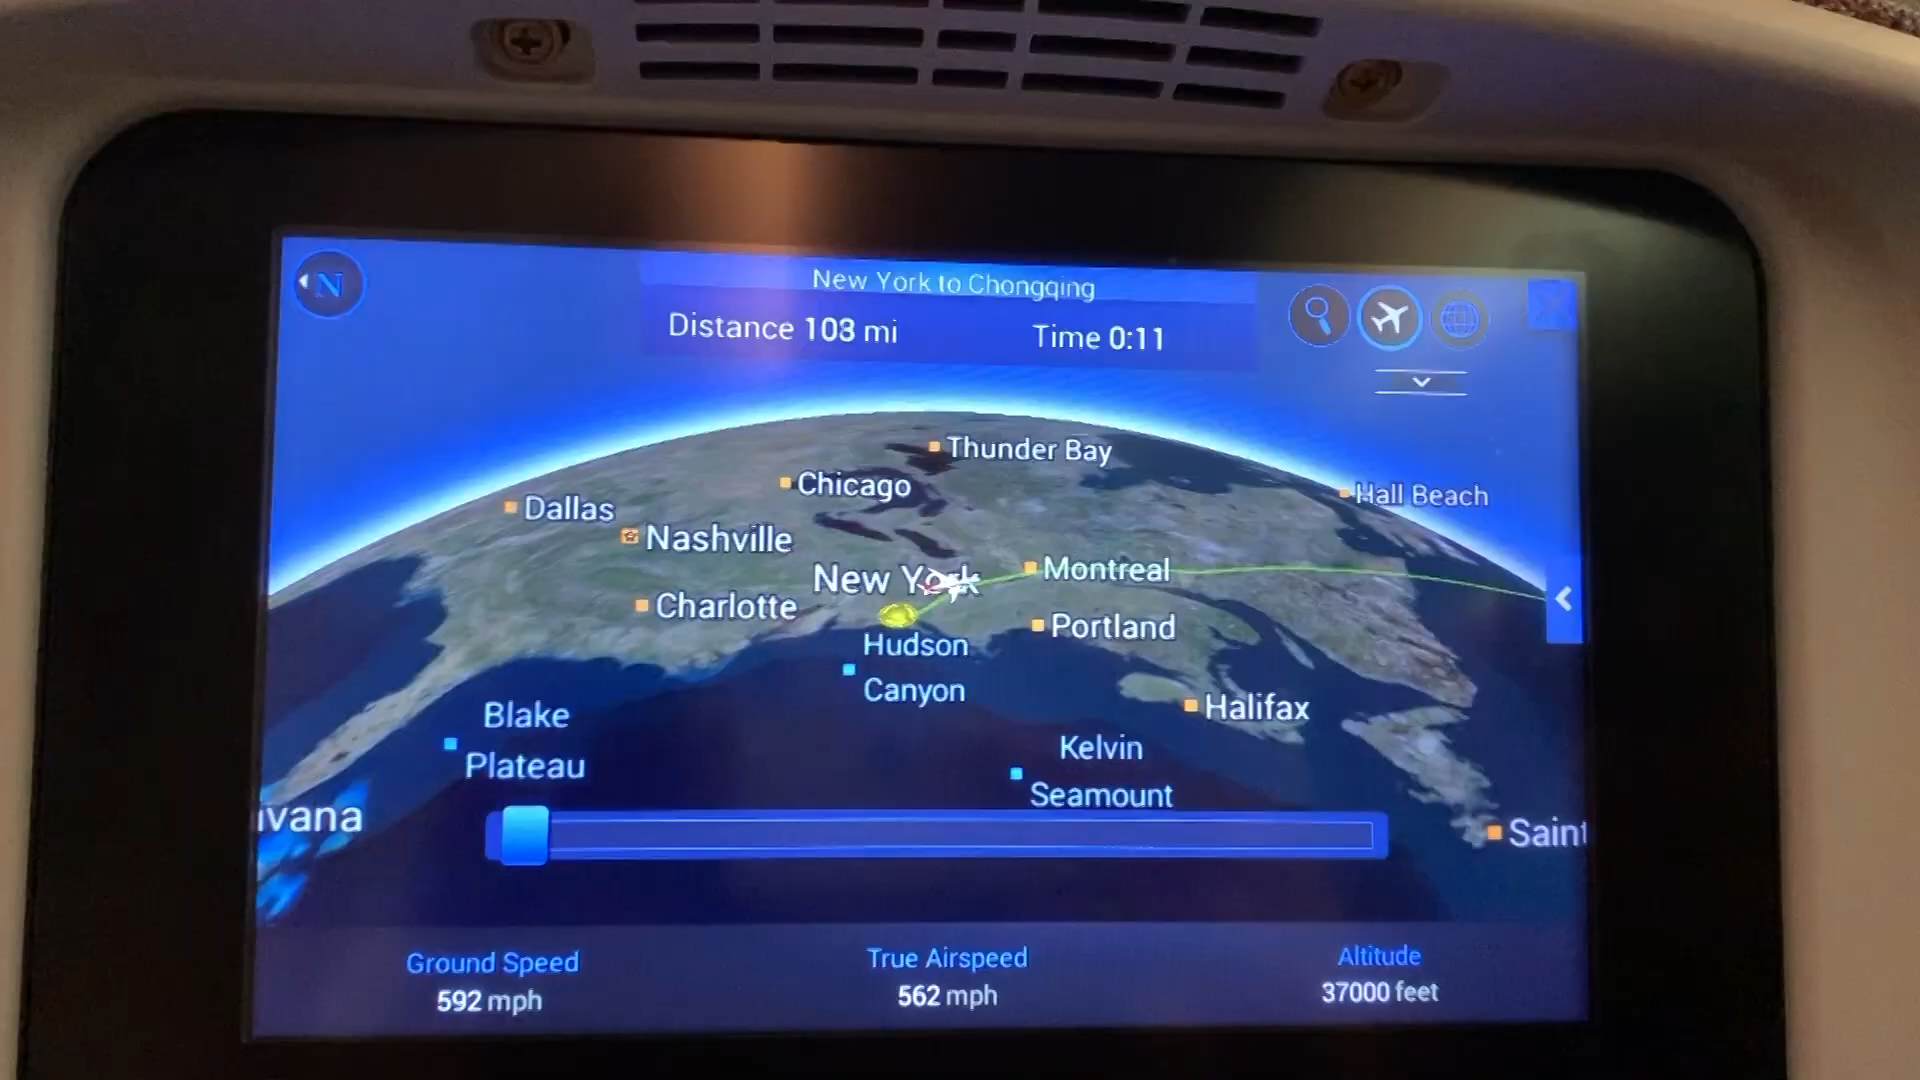 N
New York to Chongqing
Distance 108 mi
Time 0:11
Thunder Bay
Chicago
Hall Beach
Dallas
Nashville
Montreal
New York
Charlotte
Portland
Hudson
Canyon
Halifax
Blake
Plateau
Kelvin
Seamount
ivana
Saint
Ground Speed
592 mph
True Airspeed
562 mph
Altitude
37000 feet